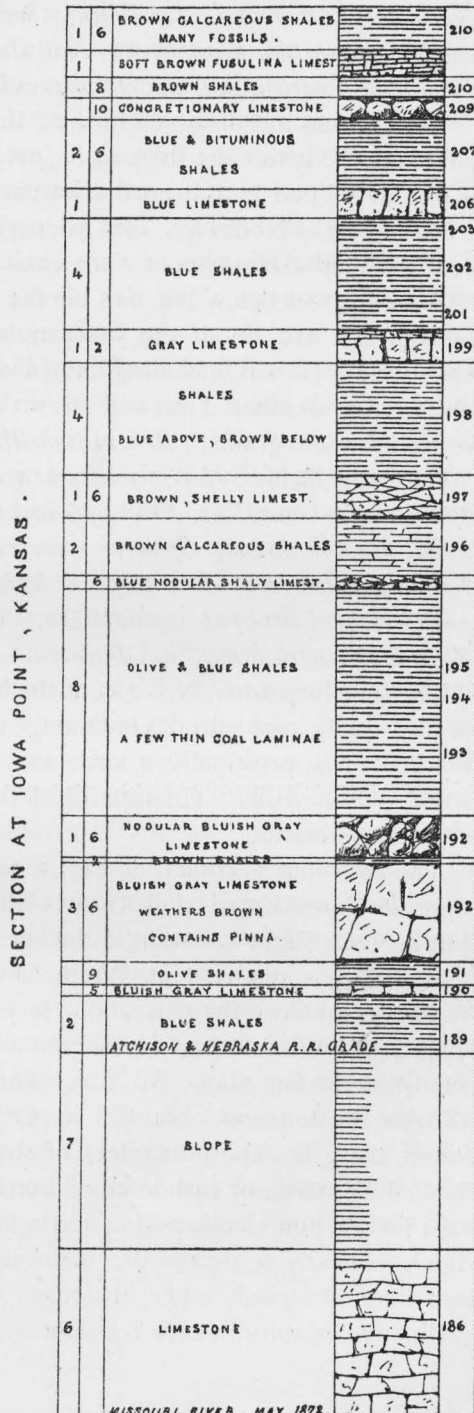 SECTION AT IOWA POINT, KANSAS.
1 6 BROWN CALCAREOUS SHALES 210
MANY FOSSILS.
1 SOFT BROWN FUSULINA LIMEST
8 BROWN SHALES 210
10 CONCRETIONARY LIMESTONE 209
2 6 BLUE & BITUMINOUS 207
SHALES
1 BLUE LIMESTONE 206
203
4 BLUE SHALES 202
201
2 GRAY LIMESTONE 199
SHALES
4 198
BLUE ABOVE, BROWN BELOW
1 6 BROWN, SHELLY LIMEST. 197
2 BROWN CALCAREOUS SHALES 196
6 BLUE NODULAR SHALY LIMEST.
OLIVE & BLUE SHALES 195
8 194
A FEW THIN COAL LAMINAE. 193
NODULAR BLUISH GRAY
1 6 192
LIMESTONE
2 BROWN SHALES
BLUISH GRAY LIMESTONE
3 6 WEATHERS BROWN 192
CONTAINS PINNA
9 OLIVE SHALES 191
5 BLUISH GRAY LIMESTONE 190
2 BLUE SHALES 189
ATCHISON & NEBRASKA R.R. GRADE
7 SLOPE
6 LIMESTONE 186
MISSOURI RIVER MAY 1872